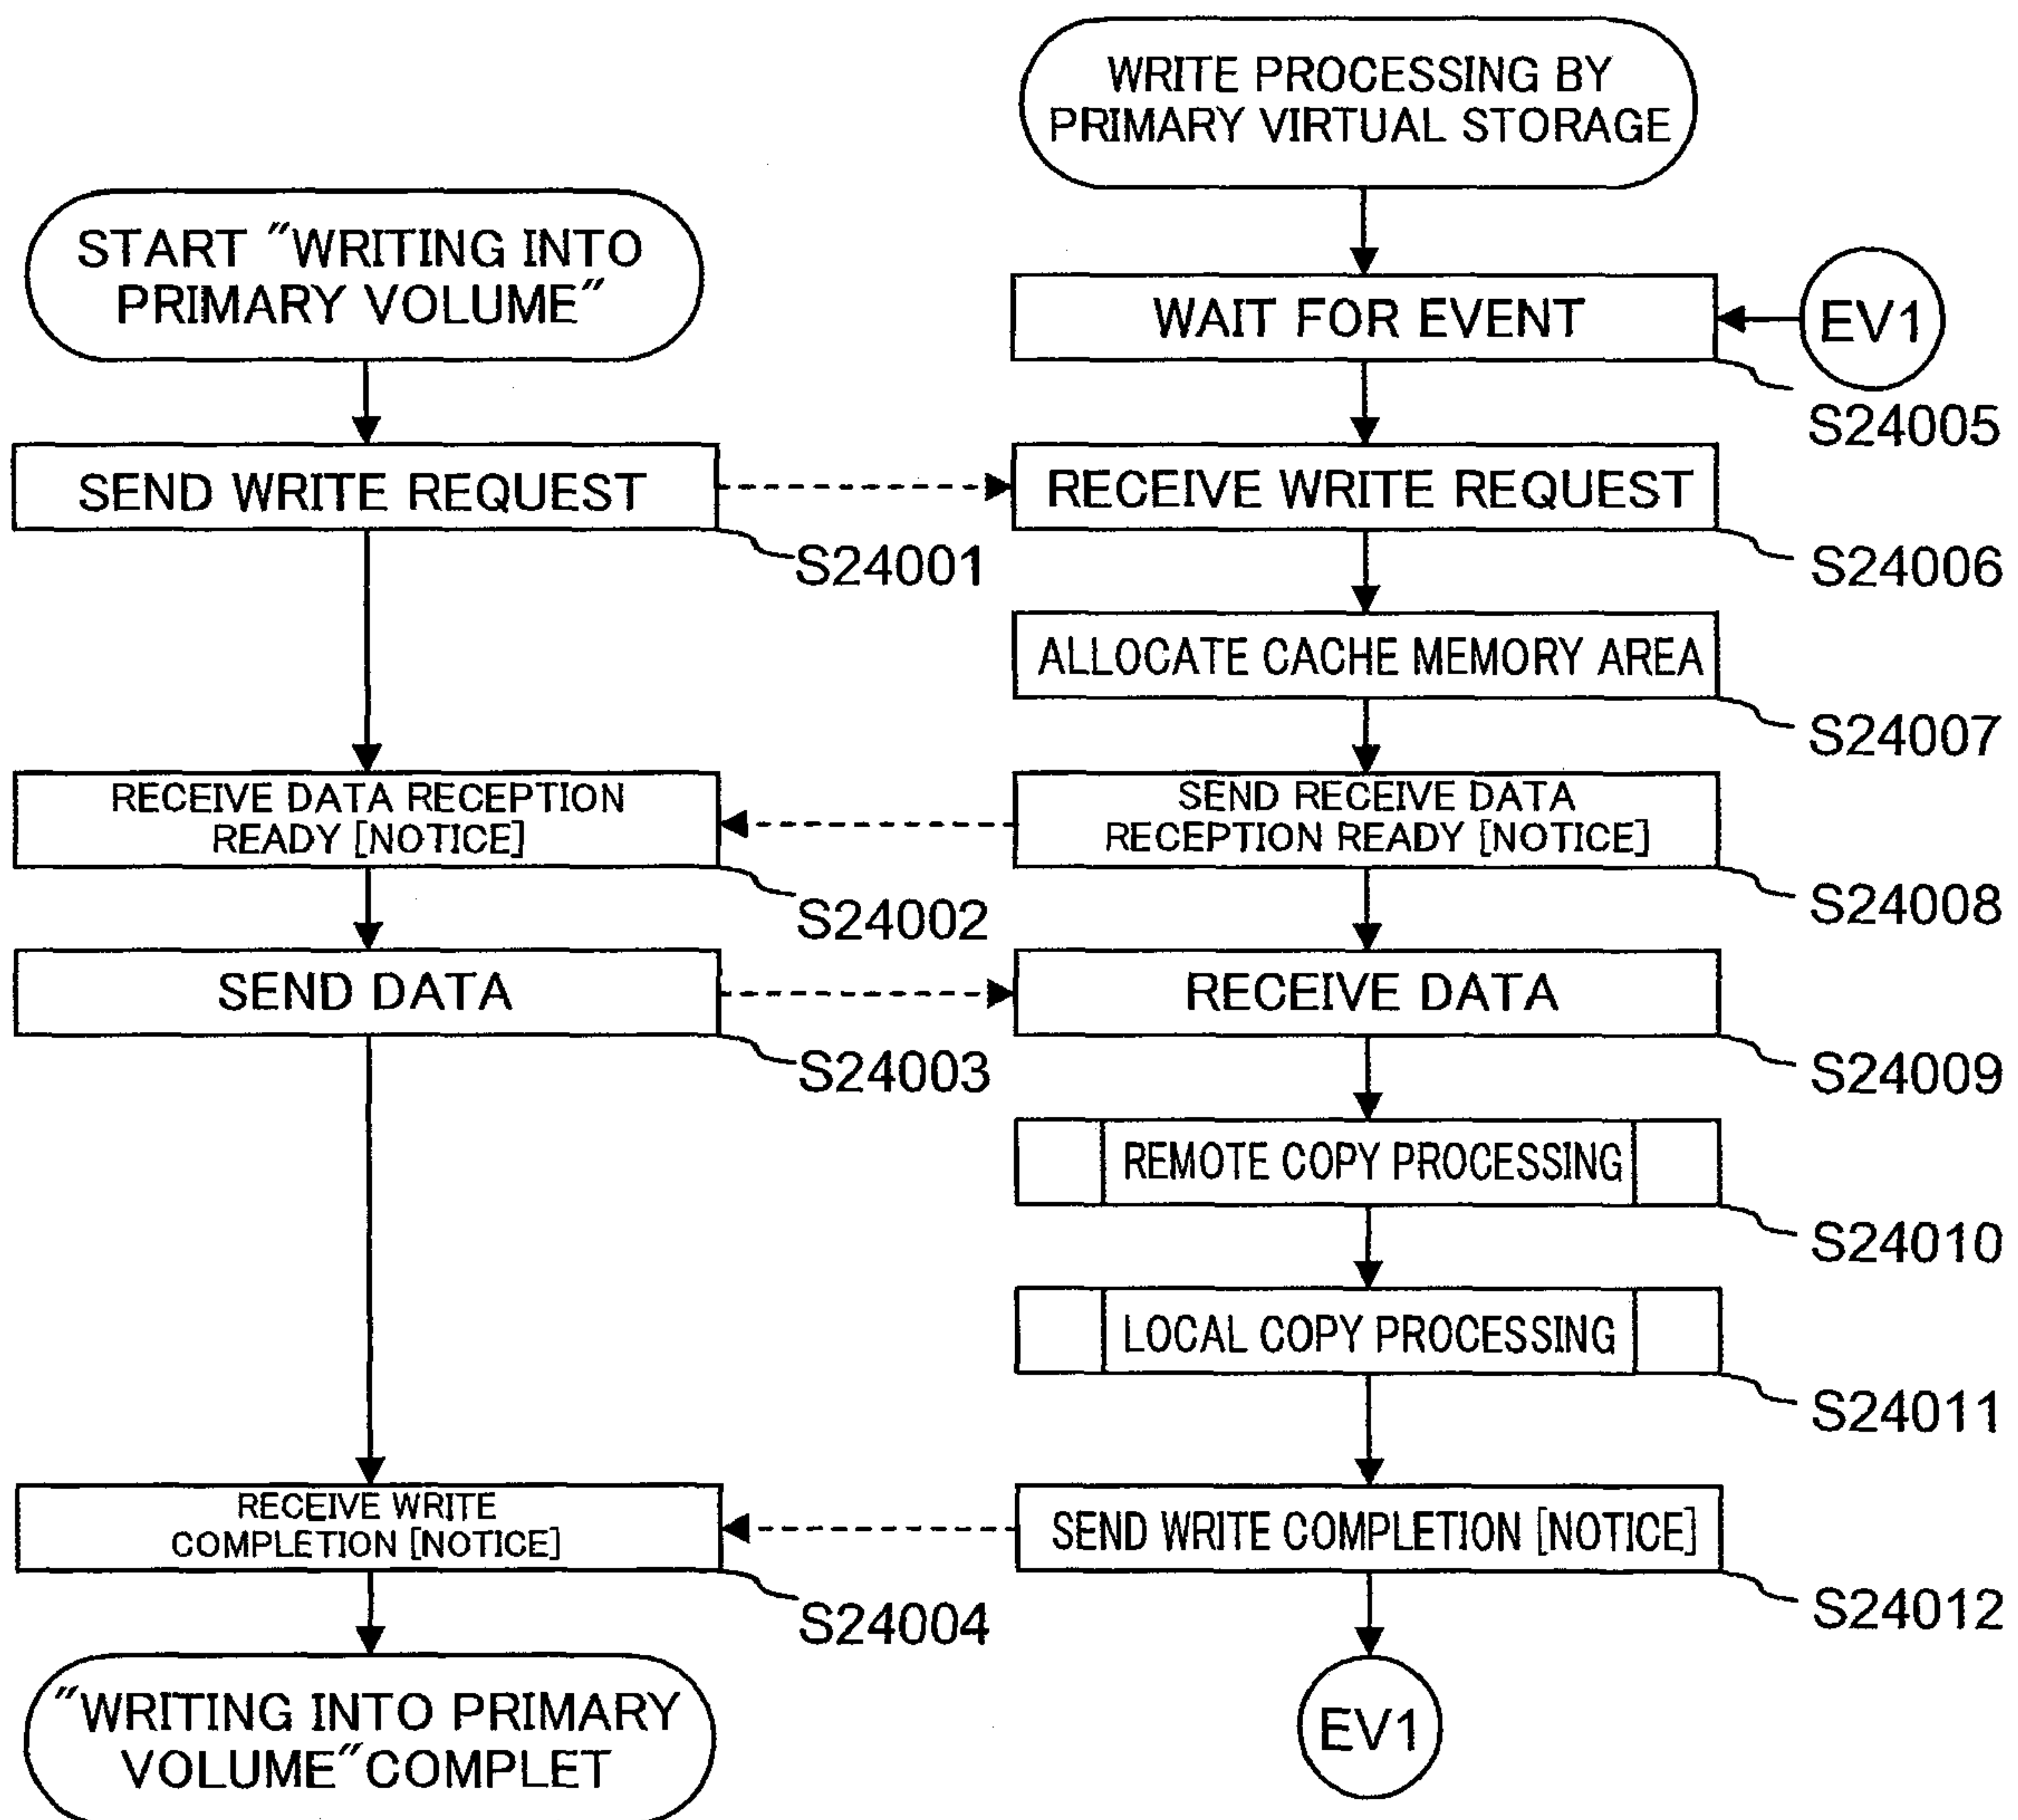 START "WRITING INTO
PRIMARY VOLUME"
SEND WRITE REQUEST
S24001
RECEIVE DATA RECEPTION
READY [NOTICE]
S24002
SEND DATA
S24003
RECEIVE WRITE
COMPLETION [NOTICE]
S24004
"WRITING INTO PRIMARY
VOLUME" COMPLET
WRITE PROCESSING BY
PRIMARY VIRTUAL STORAGE
WAIT FOR EVENT
EV1
S24005
RECEIVE WRITE REQUEST
S24006
ALLOCATE CACHE MEMORY AREA
S24007
SEND RECEIVE DATA
RECEPTION READY [NOTICE]
S24008
RECEIVE DATA
S24009
REMOTE COPY PROCESSING
S24010
LOCAL COPY PROCESSING
S24011
SEND WRITE COMPLETION [NOTICE]
S24012
EV1